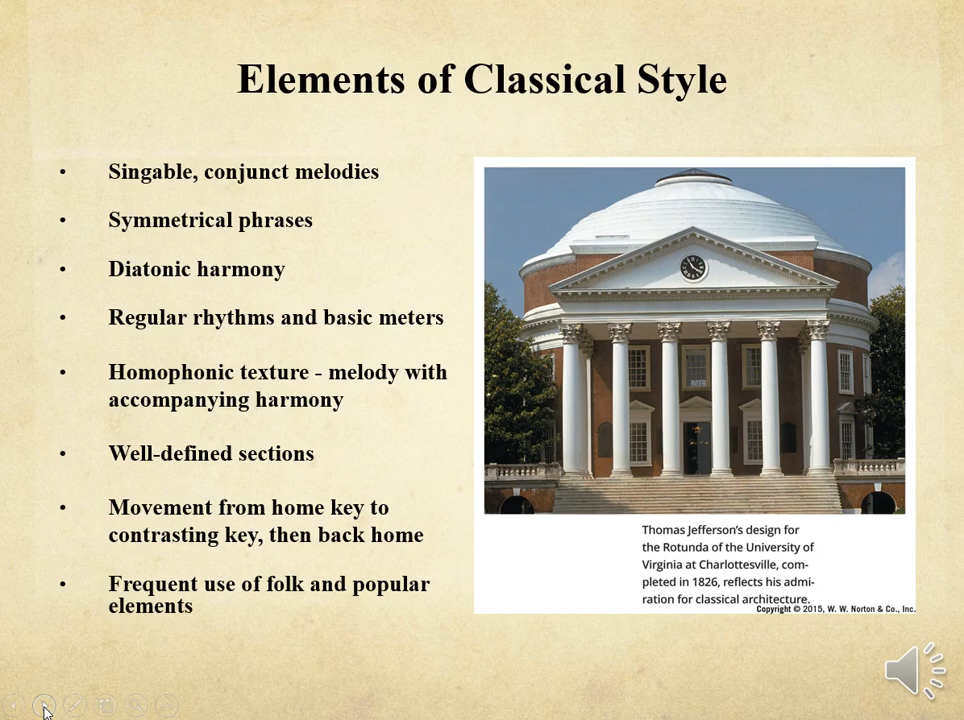 Elements of Classical Style
• Singable, conjunct melodies
• Symmetrical phrases
• Diatonic harmony
• Regular rhythms and basic meters
• Homophonic texture - melody with
accompanying harmony
• Well-defined sections
• Movement from home key to
contrasting key, then back home
• Frequent use of folk and popular
elements
Thomas Jefferson’s design for
the Rotunda of the University of
Virginia at Charlottesville, com-
pleted in 1826, reflects his admi-
ration for classical architecture.
Copyright © 2015, W. W. Norton & Co., Inc.